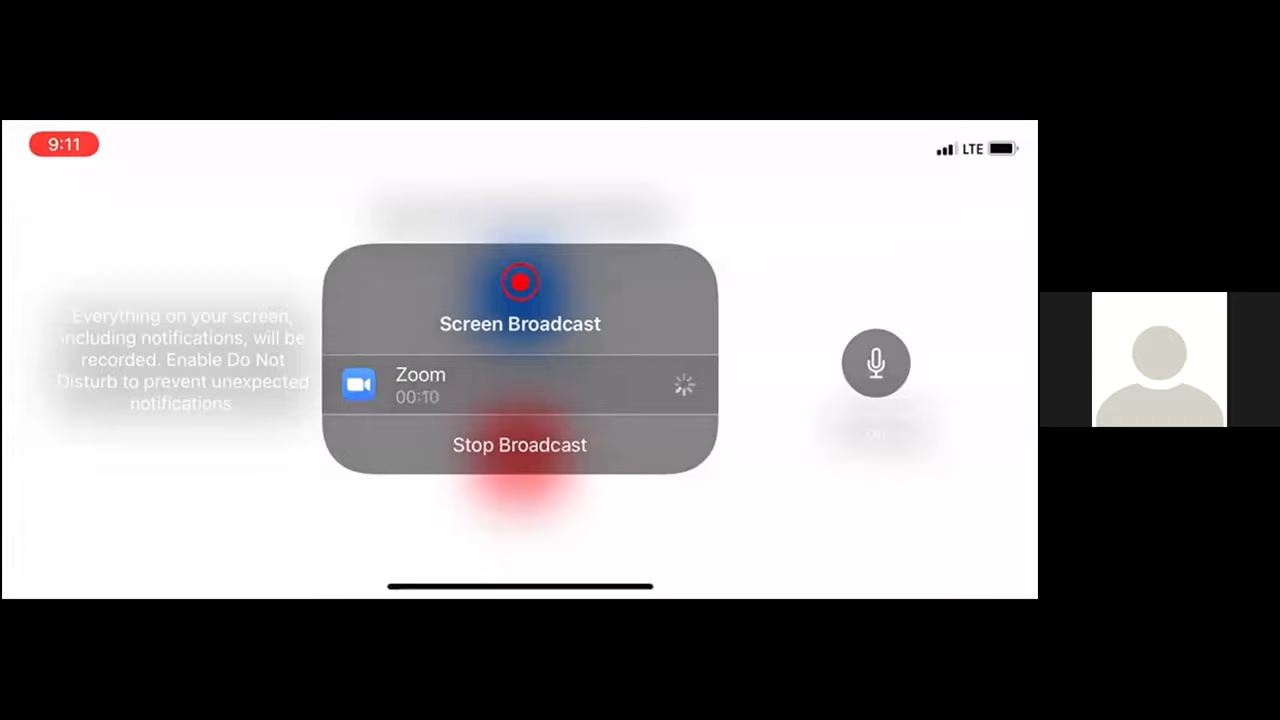 9:11
LTE
Everything on your screen,
including notifications, will be
recorded. Enable Do Not
Disturb to prevent unexpected
notifications
Screen Broadcast
Zoom
00:10
Stop Broadcast